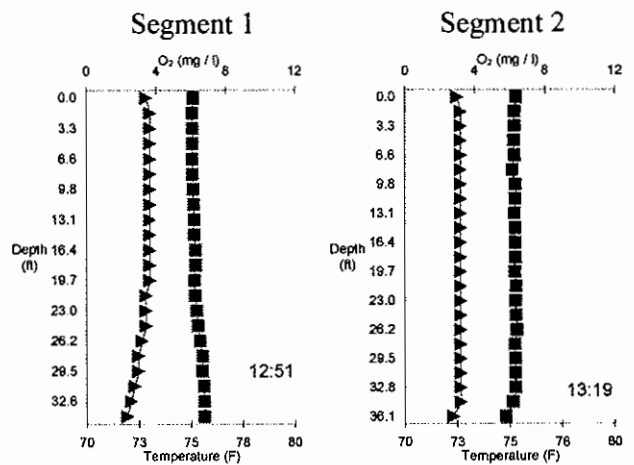 Segment 1
O₂ (mg / l)
0 4 8 12
0.0
3.3
6.6
9.8
13.1
Depth 16.4
(ft)
19.7
23.0
26.2
29.5
32.6
12:51
70 73 75 78 80
Temperature (F)
Segment 2
O₂ (mg / l)
0 4 8 12
0.0
3.3
6.6
9.8
13.1
Depth 16.4
(ft)
19.7
23.0
26.2
29.5
32.8
36.1
13:19
70 73 75 78 80
Temperature (F)